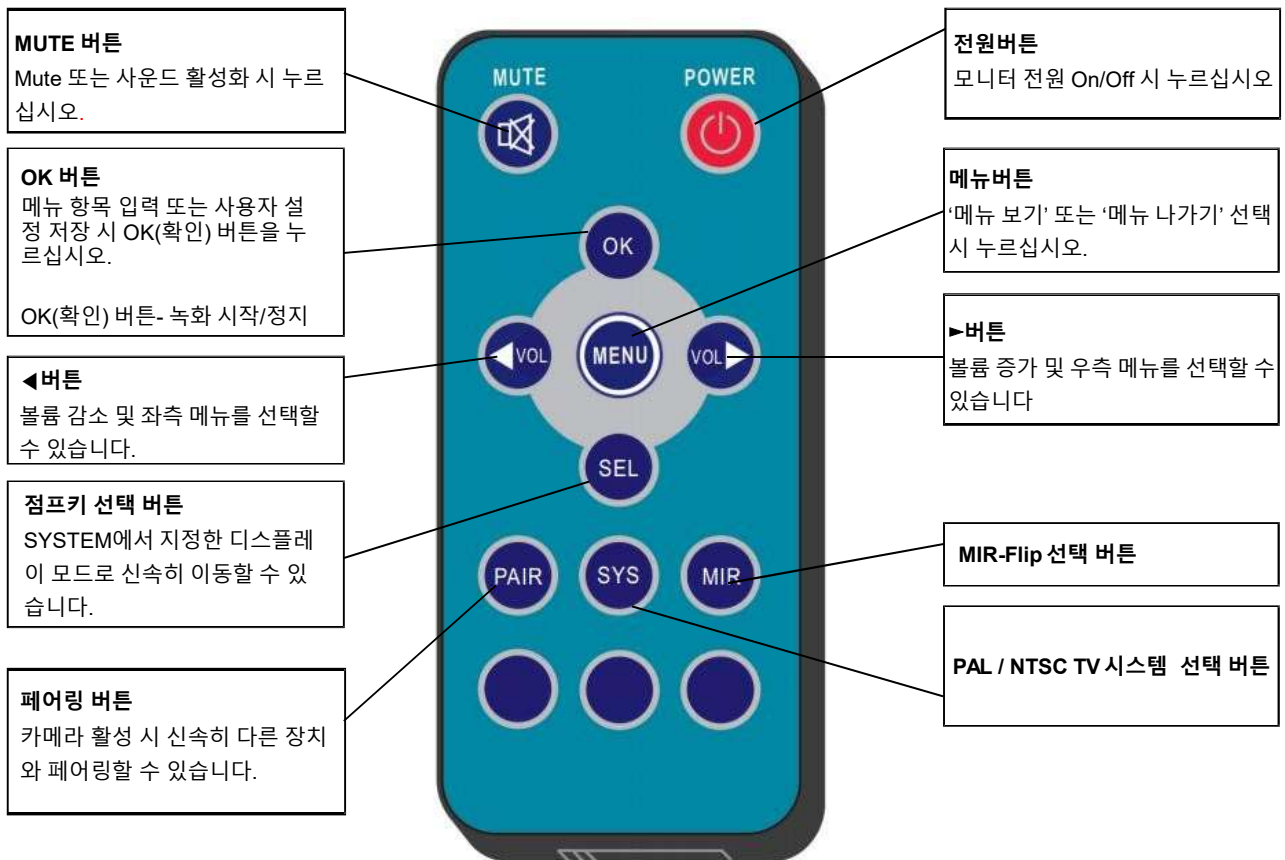 MUTE 버튼
Mute 또는 사운드 활성화 시 누르
십시오.
OK 버튼
메뉴 항목 입력 또는 사용자 설
정 저장 시 OK(확인) 버튼을 누
르십시오.
OK(확인) 버튼- 녹화 시작/정지
◀버튼
볼륨 감소 및 좌측 메뉴를 선택할
수 있습니다.
점프키 선택 버튼
SYSTEM에서 지정한 디스플레
이 모드로 신속히 이동할 수 있
습니다.
페어링 버튼
카메라 활성 시 신속히 다른 장치
와 페어링할 수 있습니다.
MUTE
POWER
OK
◀VOL
MENU
VOL▶
SEL
PAIR
SYS
MIR
전원버튼
모니터 전원 On/Off 시 누르십시오
메뉴버튼
‘메뉴 보기’ 또는 ‘메뉴 나가기’ 선택
시 누르십시오.
►버튼
볼륨 증가 및 우측 메뉴를 선택할 수
있습니다
MIR-Flip 선택 버튼
PAL / NTSC TV 시스템 선택 버튼